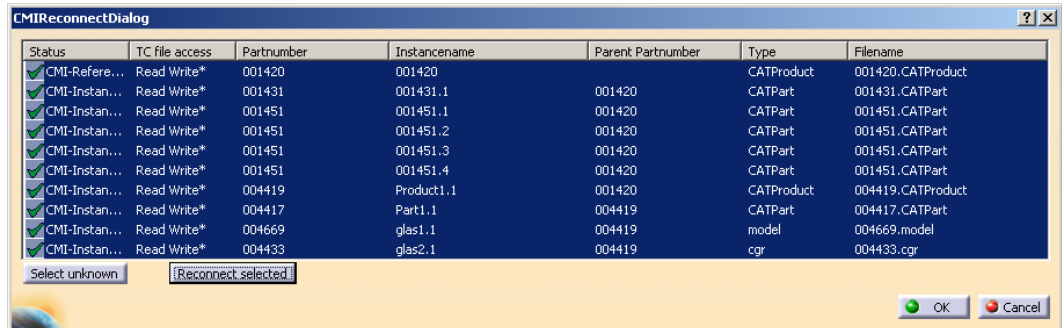 CMIReconnectDialog
Status TC file access Partnumber Instancename Parent Partnumber Type Filename
CMI-Refere... Read Write* 001420 001420 CATProduct 001420.CATProduct
CMI-Instan... Read Write* 001431 001431.1 001420 CATPart 001431.CATPart
CMI-Instan... Read Write* 001451 001451.1 001420 CATPart 001451.CATPart
CMI-Instan... Read Write* 001451 001451.2 001420 CATPart 001451.CATPart
CMI-Instan... Read Write* 001451 001451.3 001420 CATPart 001451.CATPart
CMI-Instan... Read Write* 001451 001451.4 001420 CATPart 001451.CATPart
CMI-Instan... Read Write* 004419 Product1.1 001420 CATProduct 004419.CATProduct
CMI-Instan... Read Write* 004417 Part1.1 004419 CATPart 004417.CATPart
CMI-Instan... Read Write* 004669 glas1.1 004419 model 004669.model
CMI-Instan... Read Write* 004433 glas2.1 004419 cgr 004433.cgr
Select unknown Reconnect selected
OK Cancel